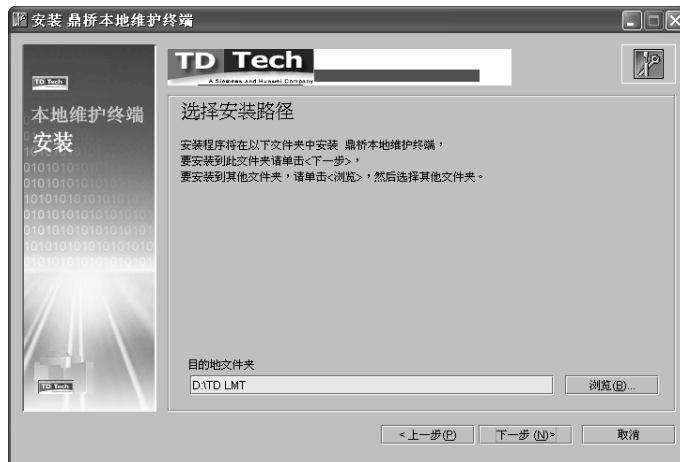 安装 鼎桥本地维护终端
TD Tech
本地维护终端
安装
TD Tech
A Siemens and Huawei Company
选择安装路径
安装程序将在以下文件夹中安装 鼎桥本地维护终端，
要安装到此文件夹请单击<下一步>，
要安装到其他文件夹，请单击<浏览>，然后选择其他文件夹。
目的地文件夹
D:\TD LMT
浏览(B)...
TD Tech
<上一步(P)
下一步 (N)>
取消